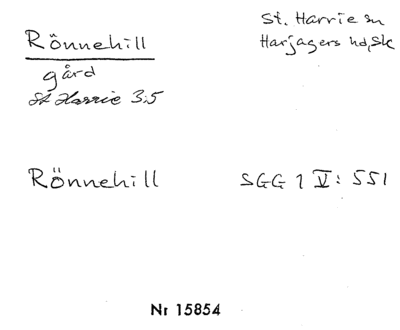 Rönnehill
St. Harrie sn
Harjagers hd, Sk
gård
St Harrie 3:5
Rönnehill
SGG 1 V: 551
Nr 15854